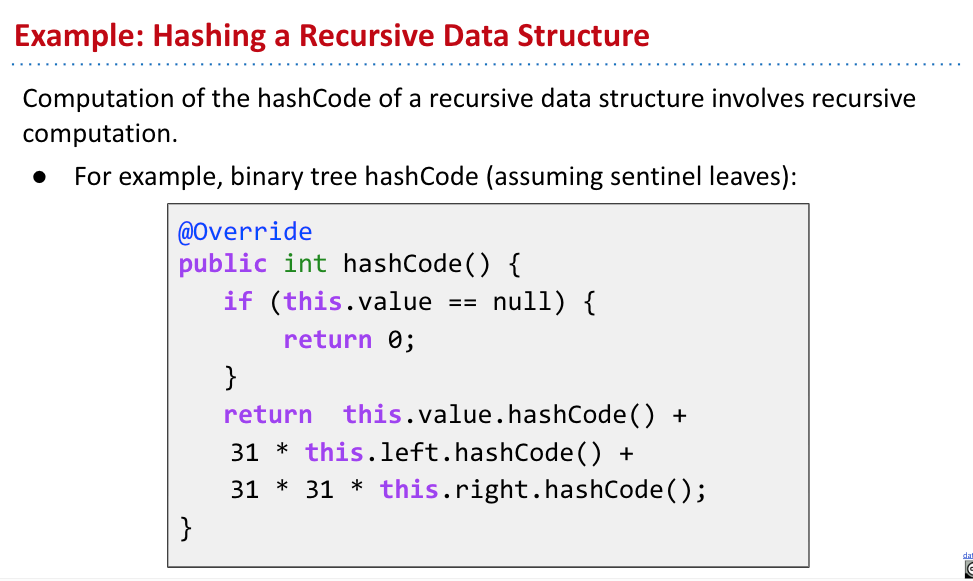 Example: Hashing a Recursive Data Structure
Computation of the hashCode of a recursive data structure involves recursive
computation.
● For example, binary tree hashCode (assuming sentinel leaves):
@Override
public int hashCode() {
   if (this.value == null) {
       return 0;
   }
   return  this.value.hashCode() +
   31 * this.left.hashCode() +
   31 * 31 * this.right.hashCode();
}